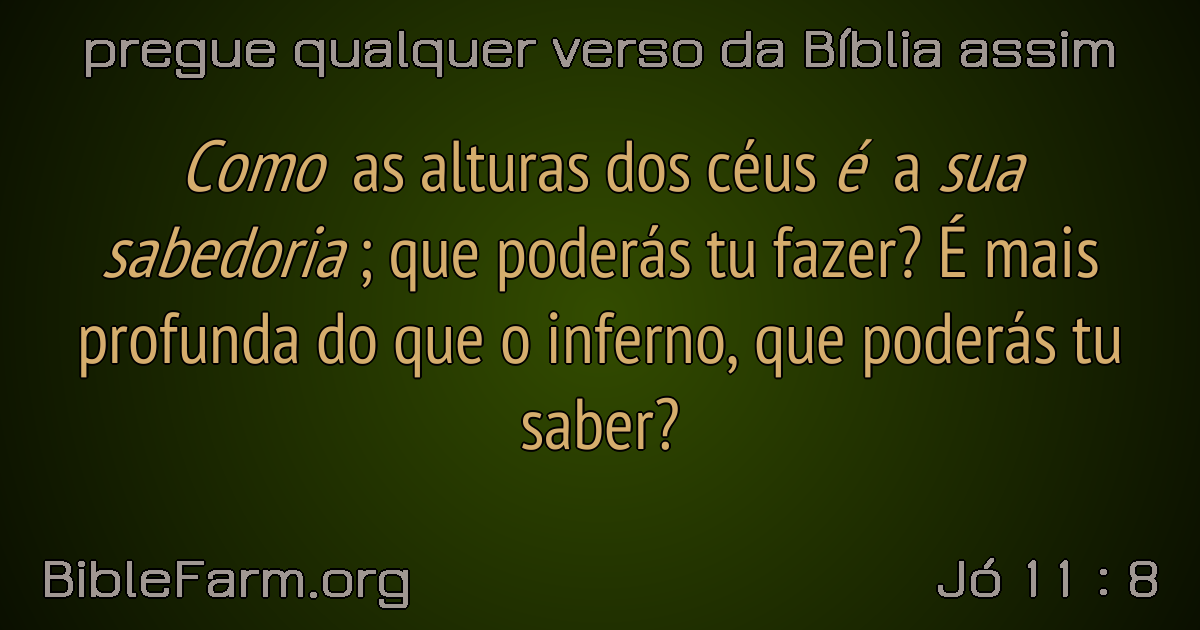 pregue qualquer verso da Bíblia assim
Como as alturas dos céus é a sua
sabedoria ; que poderás tu fazer? É mais
profunda do que o inferno, que poderás tu
saber?
BibleFarm.org
Jó 11 : 8